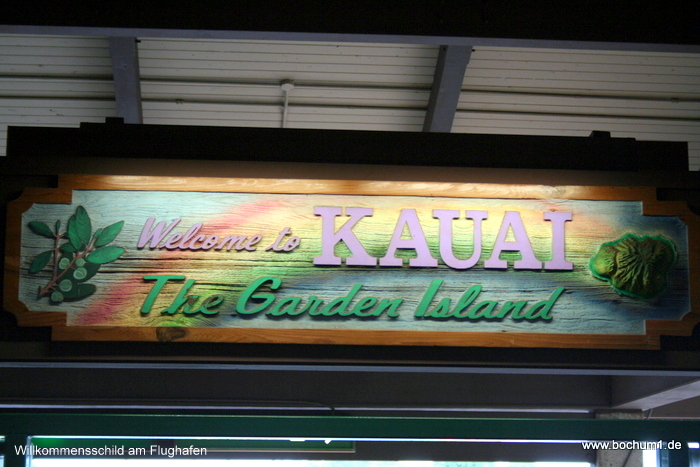 Welcome to KAUAI
The Garden Island
Willkommensschild am Flughafen
www.bochum1.de